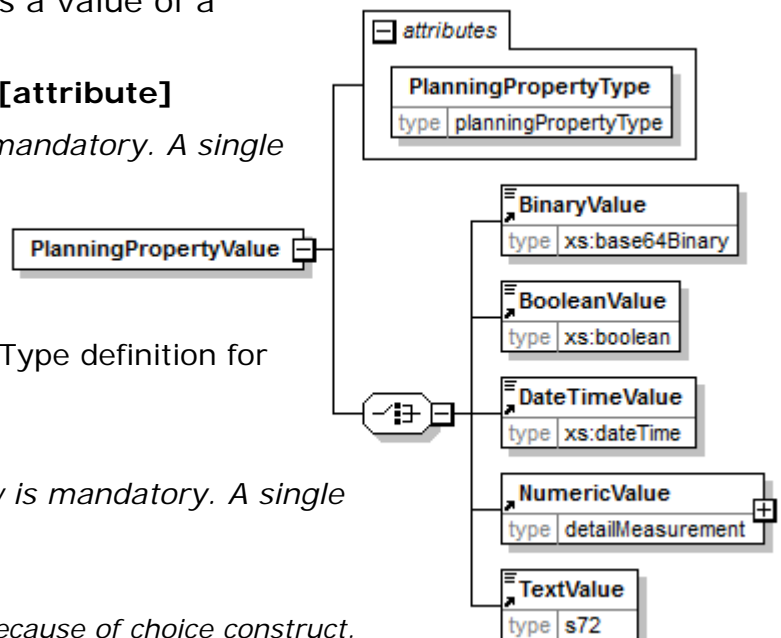 s a value of a
[attribute]
mandatory. A single
Type definition for
y is mandatory. A single
ecause of choice construct.
attributes
PlanningPropertyType
type planningPropertyType
PlanningPropertyValue
BinaryValue
type xs:base64Binary
BooleanValue
type xs:boolean
DateTimeValue
type xs:dateTime
NumericValue
type detailMeasurement
TextValue
type s72